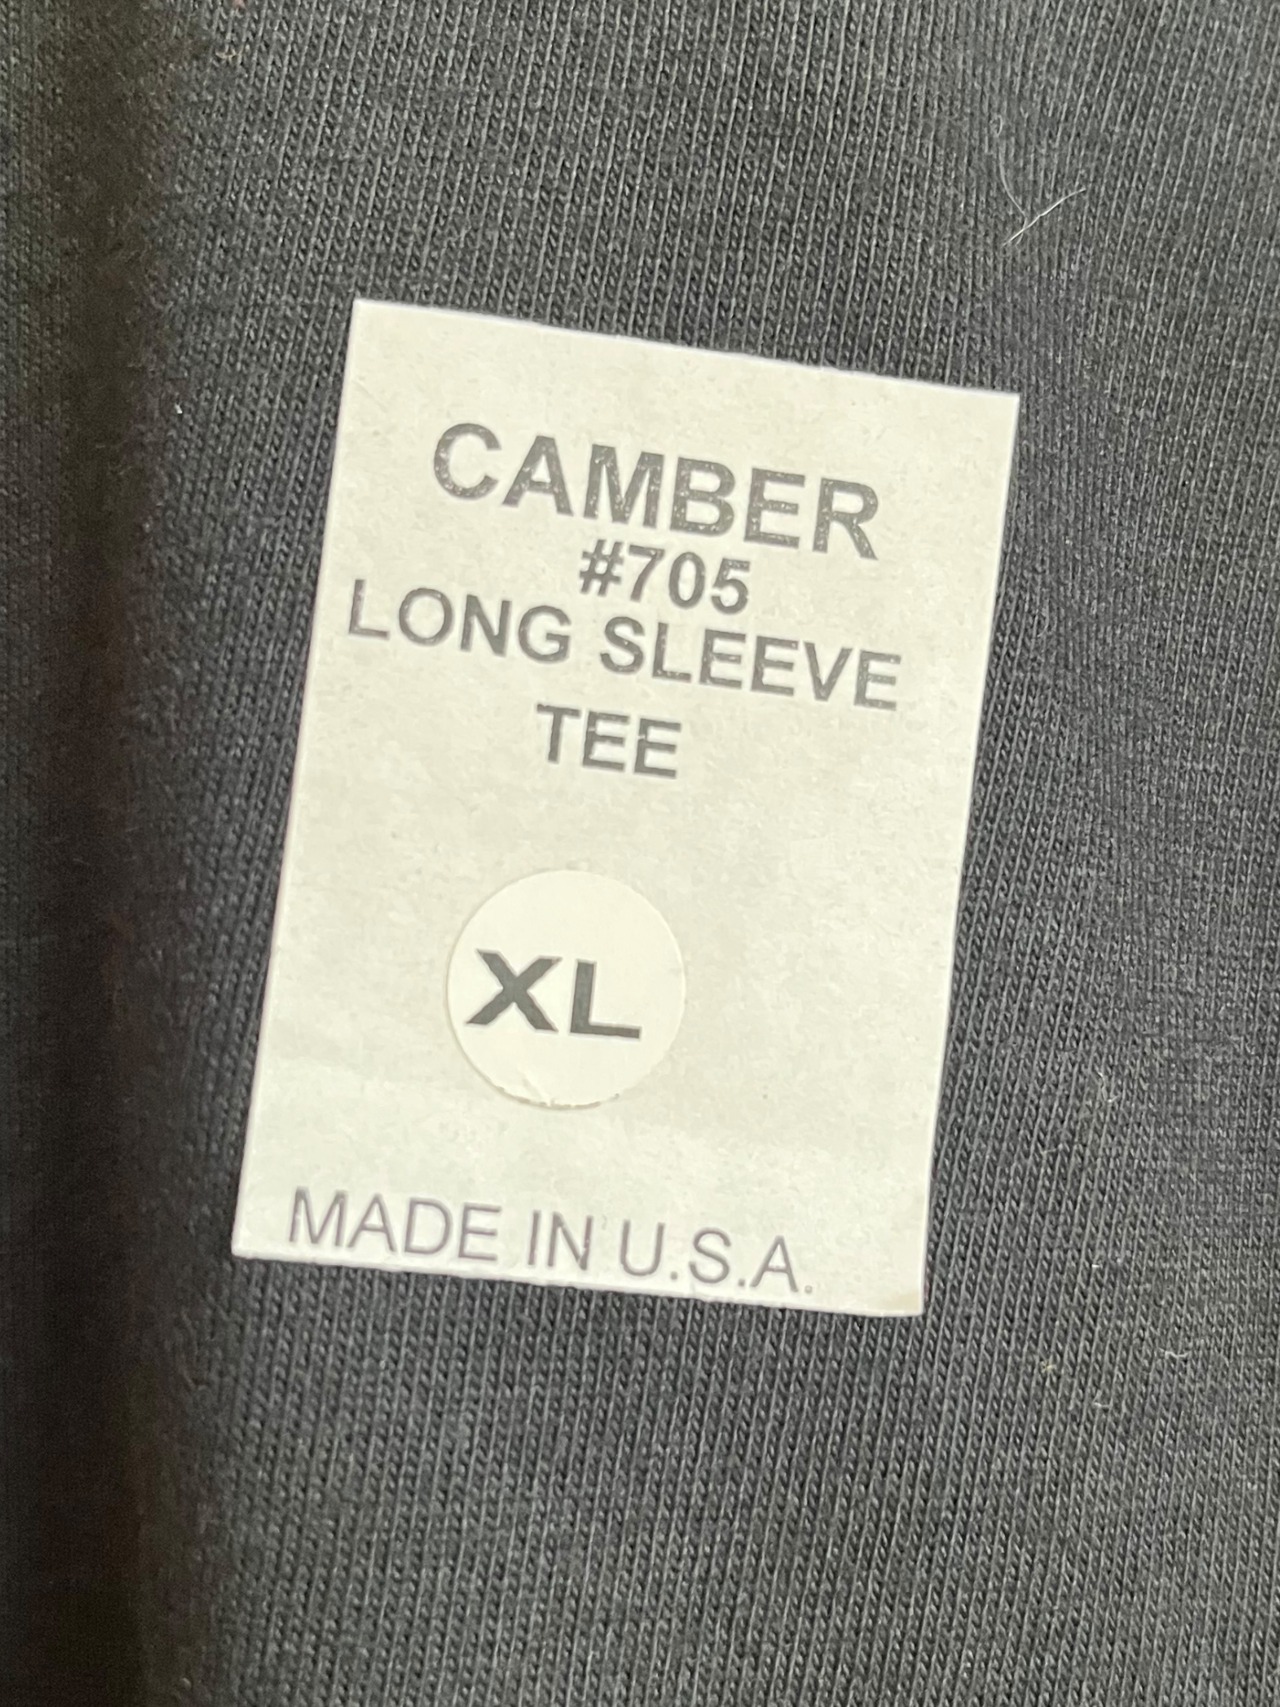 CAMBER
#705
LONG SLEEVE
TEE
XL
MADE IN U.S.A.